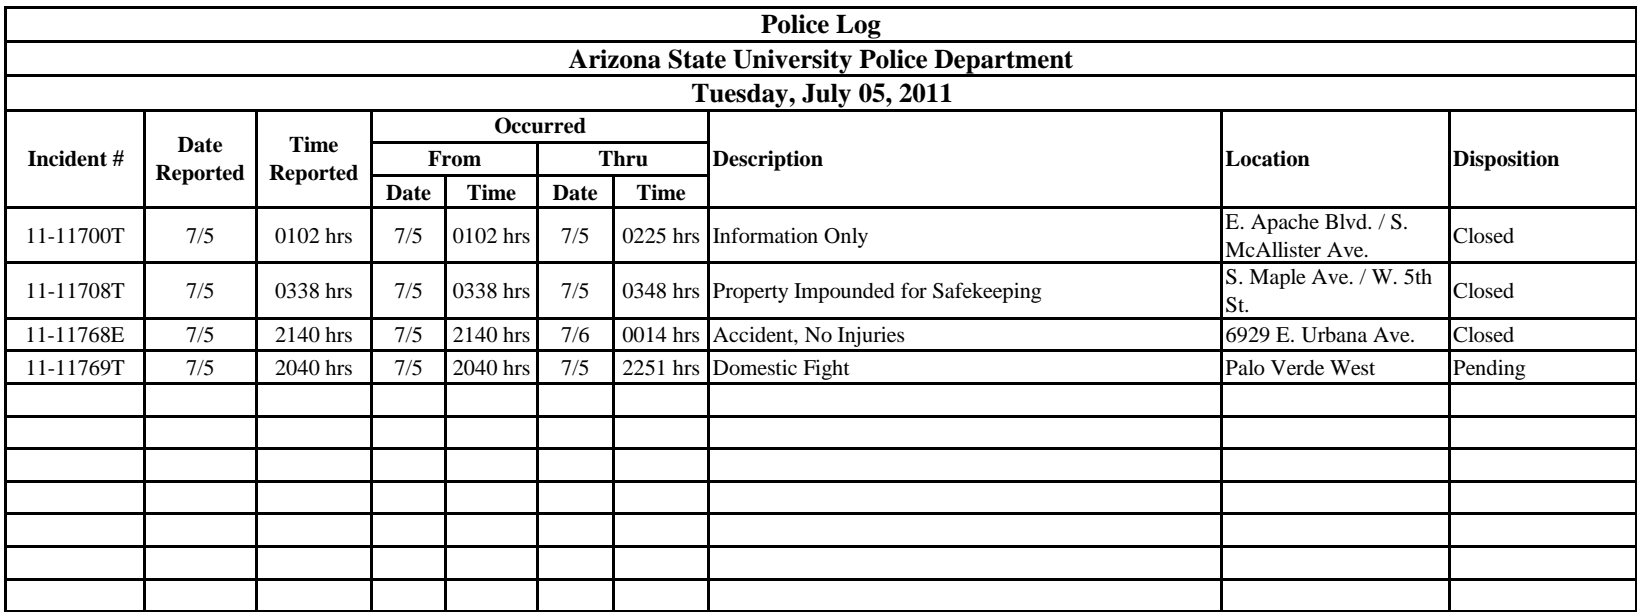 Police Log
Arizona State University Police Department
Tuesday, July 05, 2011
Incident # Date Reported Time Reported Occurred Description Location Disposition
From Thru
Date Time Date Time
11-11700T 7/5 0102 hrs 7/5 0102 hrs 7/5 0225 hrs Information Only E. Apache Blvd. / S.
McAllister Ave. Closed
11-11708T 7/5 0338 hrs 7/5 0338 hrs 7/5 0348 hrs Property Impounded for Safekeeping S. Maple Ave. / W. 5th
St. Closed
11-11768E 7/5 2140 hrs 7/5 2140 hrs 7/6 0014 hrs Accident, No Injuries 6929 E. Urbana Ave. Closed
11-11769T 7/5 2040 hrs 7/5 2040 hrs 7/5 2251 hrs Domestic Fight Palo Verde West Pending